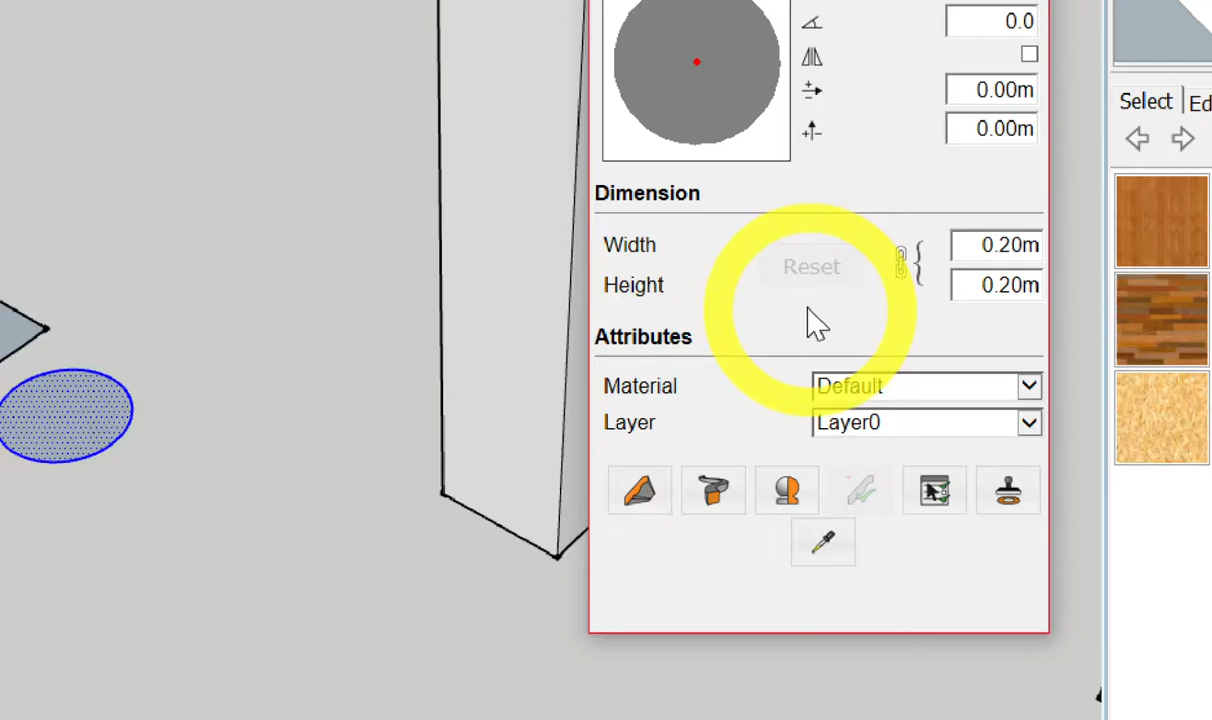 0.0
Select Ed
0.00m
0.00m
Dimension
Width 0.20m
Reset
Height 0.20m
Attributes
Material Default
Layer Layer0